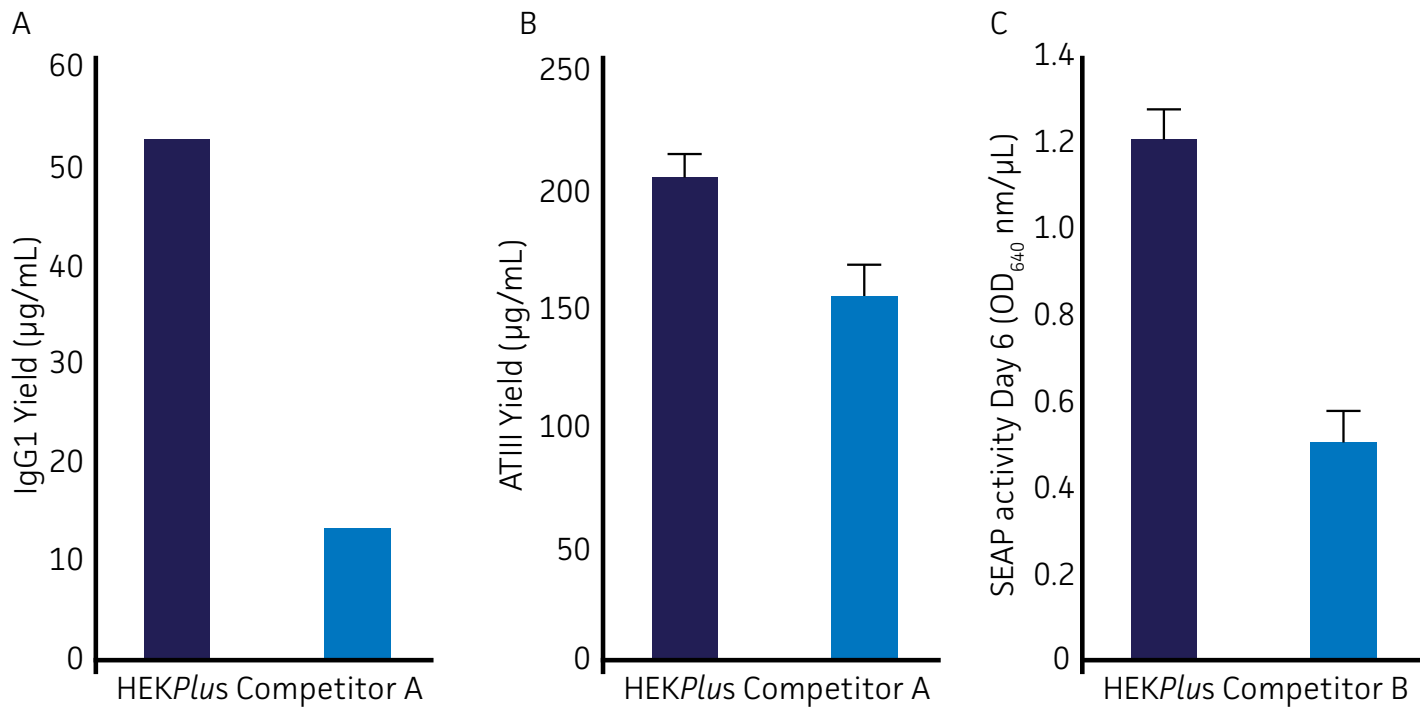 A
IgG1 Yield (µg/mL)
60
50
40
30
20
10
0
HEKPlus Competitor A
B
ATIII Yield (µg/mL)
250
200
150
100
50
0
HEKPlus Competitor A
C
SEAP activity Day 6 (OD640 nm/µL)
1.4
1.2
1.0
0.8
0.6
0.4
0.2
0
HEKPlus Competitor B